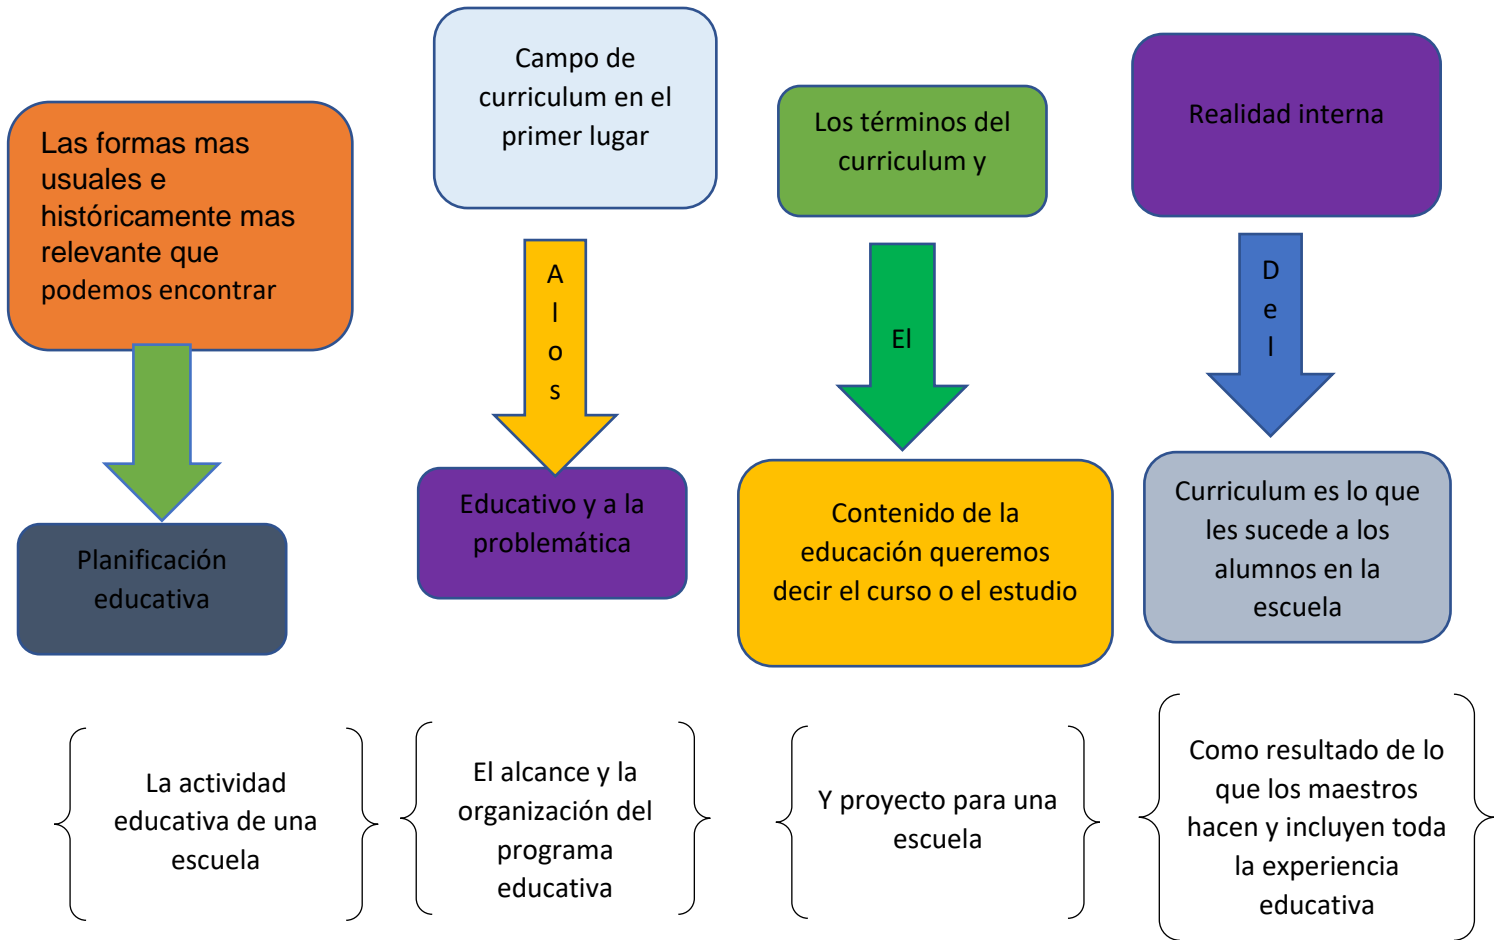 Las formas mas
usuales e
históricamente mas
relevante que
podemos encontrar
Planificación
educativa
La actividad
educativa de una
escuela
Campo de
curriculum en el
primer lugar
A
l
o
s
Educativo y a la
problemática
El alcance y la
organización del
programa
educativa
Los términos del
curriculum y
El
Contenido de la
educación queremos
decir el curso o el estudio
Y proyecto para una
escuela
Realidad interna
D
e
l
Curriculum es lo que
les sucede a los
alumnos en la
escuela
Como resultado de lo
que los maestros
hacen y incluyen toda
la experiencia
educativa